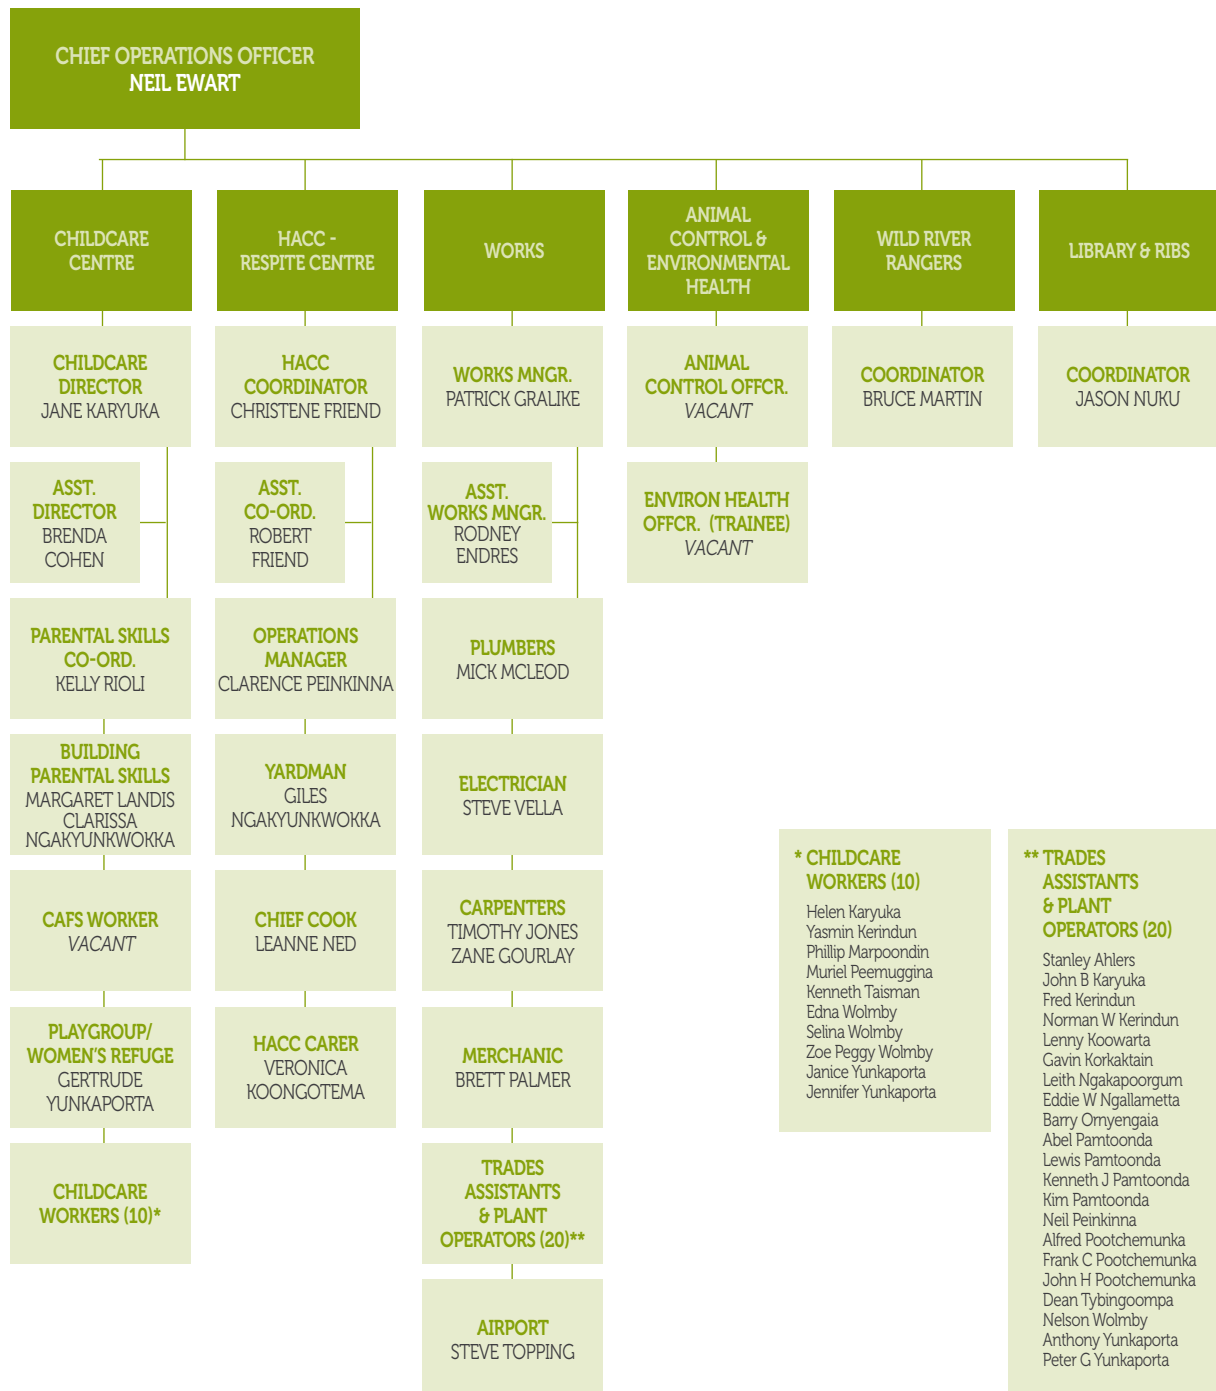 CHIEF OPERATIONS OFFICER
NEIL EWART
CHILDCARE
CENTRE
HACC -
RESPITE CENTRE
WORKS
ANIMAL
CONTROL &
ENVIRONMENTAL
HEALTH
WILD RIVER
RANGERS
LIBRARY & RIBS
CHILDCARE
DIRECTOR
JANE KARYUKA
HACC
COORDINATOR
CHRISTENE FRIEND
WORKS MNGR.
PATRICK GRALIKE
ANIMAL
CONTROL OFFCR.
VACANT
COORDINATOR
BRUCE MARTIN
COORDINATOR
JASON NUKU
ASST.
DIRECTOR
BRENDA
COHEN
ASST.
CO-ORD.
ROBERT
FRIEND
ASST.
WORKS MNGR.
RODNEY
ENDRES
ENVIRON HEALTH
OFFCR. (TRAINEE)
VACANT
PARENTAL SKILLS
CO-ORD.
KELLY RIOLI
OPERATIONS
MANAGER
CLARENCE PEINKINNA
PLUMBERS
MICK MCLEOD
BUILDING
PARENTAL SKILLS
MARGARET LANDIS
CLARISSA
NGAKYUNKWOKKA
YARDMAN
GILES
NGAKYUNKWOKKA
ELECTRICIAN
STEVE VELLA
CAFS WORKER
VACANT
CHIEF COOK
LEANNE NED
CARPENTERS
TIMOTHY JONES
ZANE GOURLAY
PLAYGROUP/
WOMEN'S REFUGE
GERTRUDE
YUNKAPORTA
HACC CARER
VERONICA
KOONGOTEMA
MERCHANIC
BRETT PALMER
CHILDCARE
WORKERS (10)*
TRADES
ASSISTANTS
& PLANT
OPERATORS (20)**
AIRPORT
STEVE TOPPING
* CHILDCARE
WORKERS (10)
Helen Karyuka
Yasmin Kerindun
Phillip Marpoondin
Muriel Peemuggina
Kenneth Taisman
Edna Wolmby
Selina Wolmby
Zoe Peggy Wolmby
Janice Yunkaporta
Jennifer Yunkaporta
** TRADES
ASSISTANTS
& PLANT
OPERATORS (20)
Stanley Ahlers
John B Karyuka
Fred Kerindun
Norman W Kerindun
Lenny Koowarta
Gavin Korkaktain
Leith Ngakapoorgum
Eddie W Ngallametta
Barry Ornyengaia
Abel Pamtoonda
Lewis Pamtoonda
Kenneth J Pamtoonda
Kim Pamtoonda
Neil Peinkinna
Alfred Pootchemunka
Frank C Pootchemunka
John H Pootchemunka
Dean Tybingoompa
Nelson Wolmby
Anthony Yunkaporta
Peter G Yunkaporta